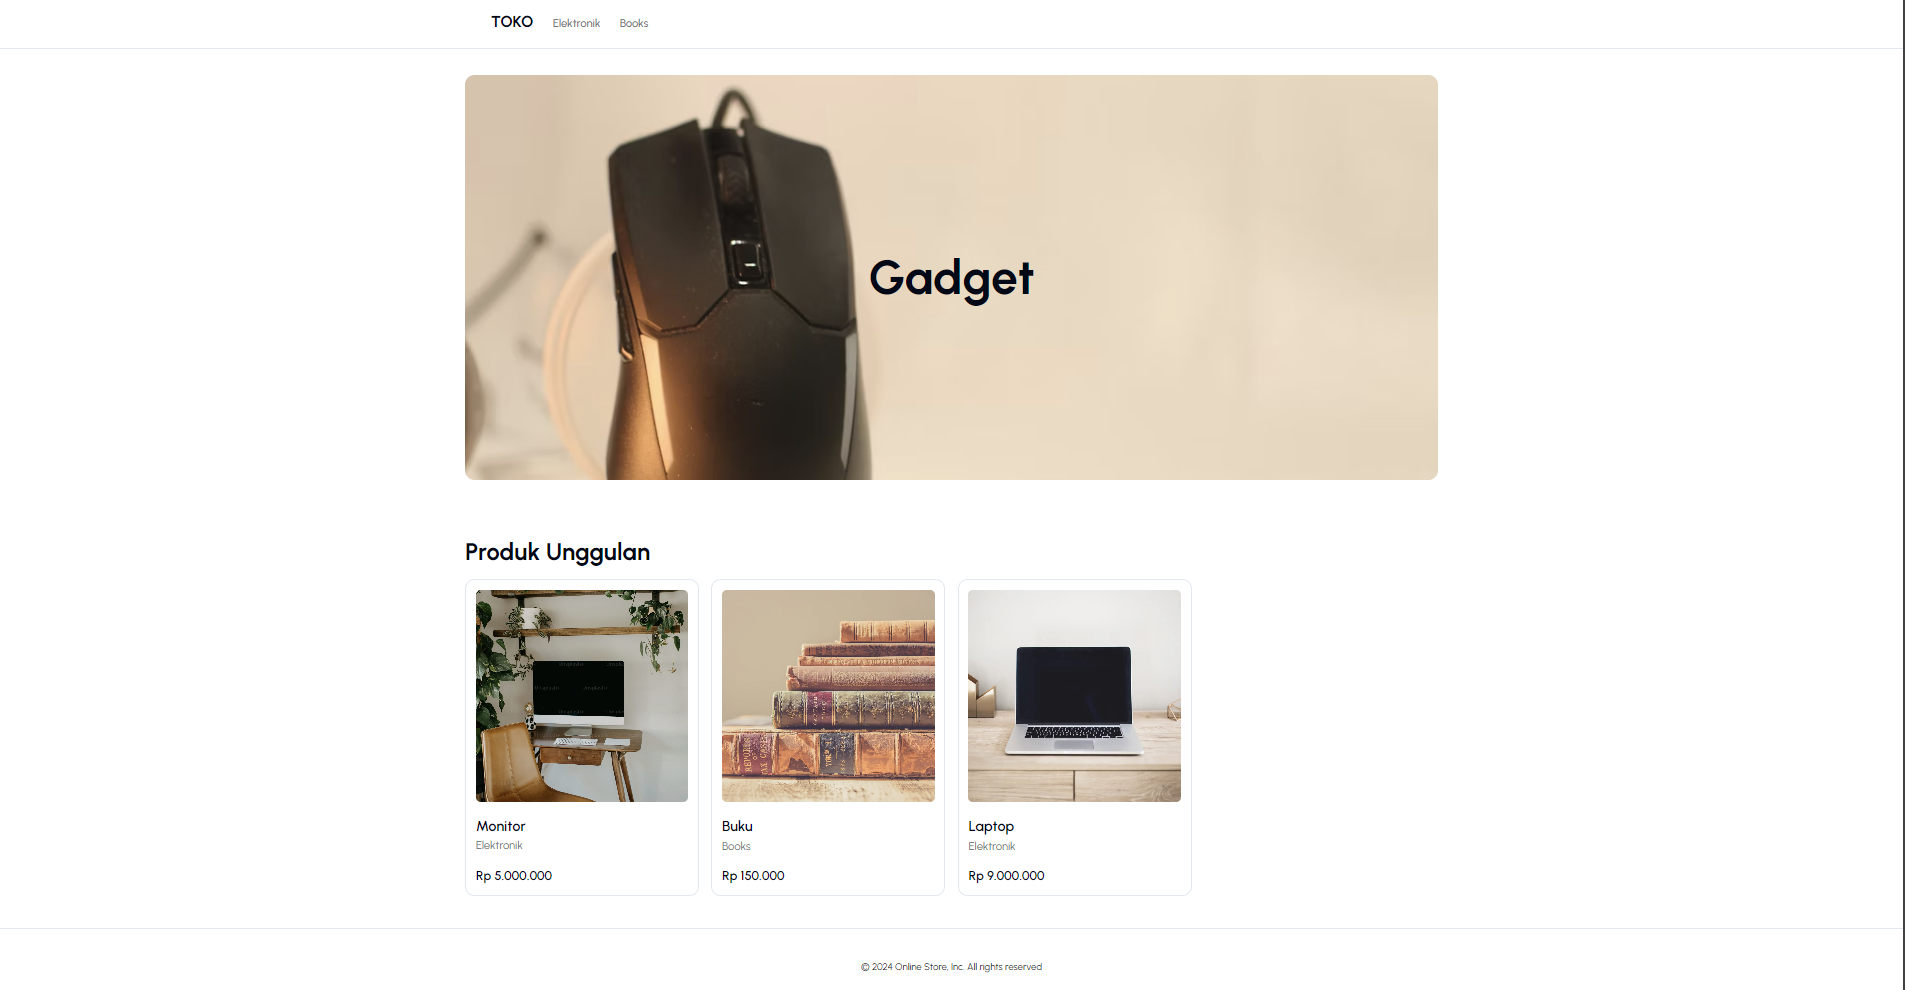 TOKO Elektronik Books
Gadget
Produk Unggulan
Monitor
Elektronik
Rp 5.000.000
Buku
Books
Rp 150.000
Laptop
Elektronik
Rp 9.000.000
© 2024 Online Store, Inc. All rights reserved